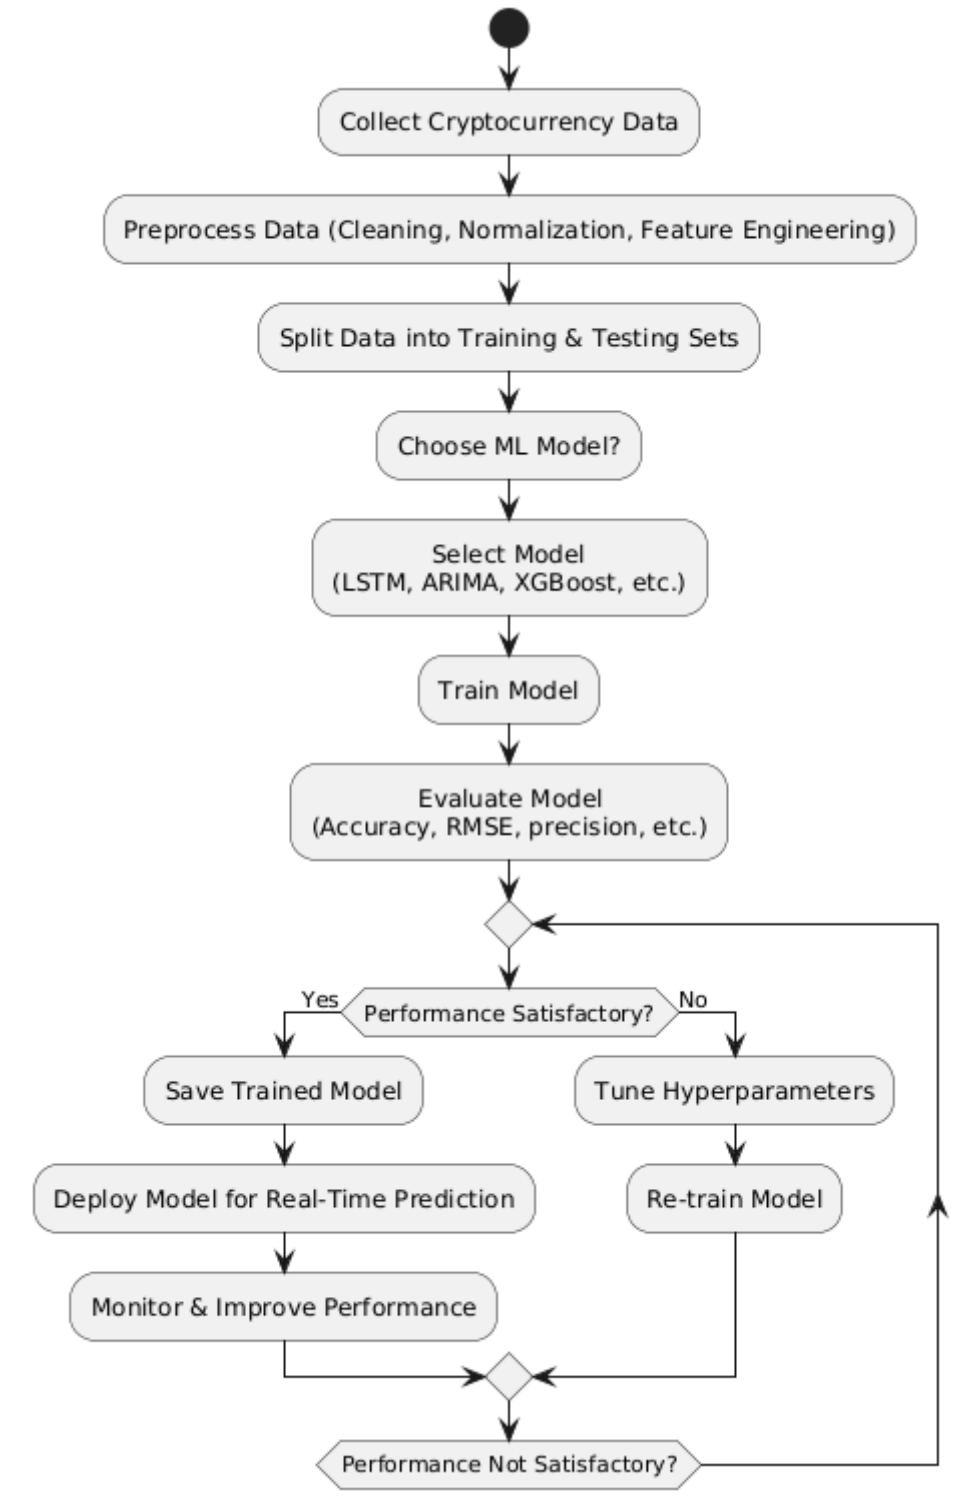 Collect Cryptocurrency Data
Preprocess Data (Cleaning, Normalization, Feature Engineering)
Split Data into Training & Testing Sets
Choose ML Model?
Select Model
(LSTM, ARIMA, XGBoost, etc.)
Train Model
Evaluate Model
(Accuracy, RMSE, precision, etc.)
Yes
Performance Satisfactory?
No
Save Trained Model
Tune Hyperparameters
Deploy Model for Real-Time Prediction
Re-train Model
Monitor & Improve Performance
Performance Not Satisfactory?